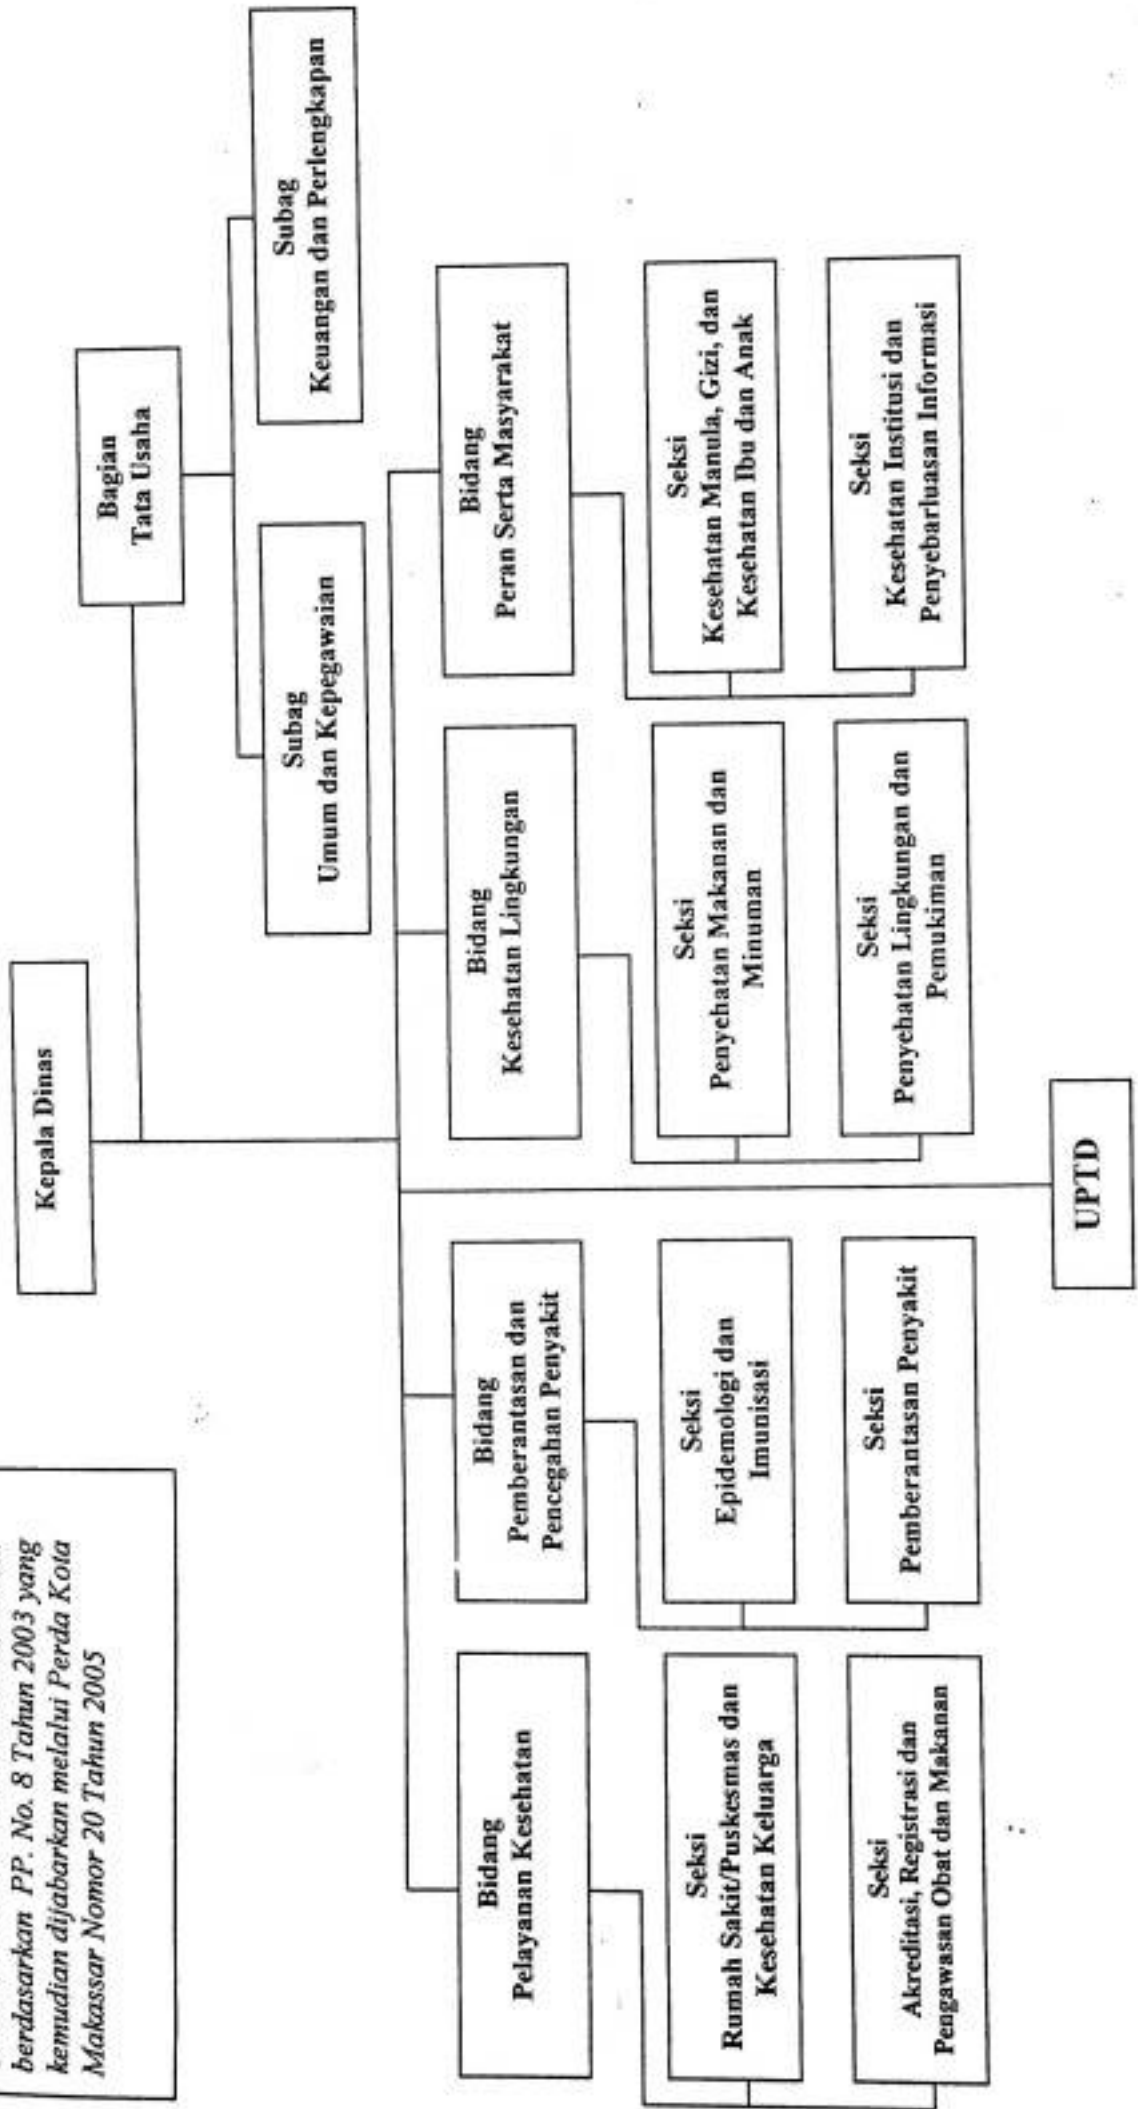 berdasarkan PP. No. 8 Tahun 2003 yang
kemudian dijabarkan melalui Perda Kota
Makassar Nomor 20 Tahun 2005
Kepala Dinas
Bagian
Tata Usaha
Subag
Umum dan Kepegawaian
Subag
Keuangan dan Perlengkapan
Bidang
Pelayanan Kesehatan
Bidang
Pemberantasan dan
Pencegahan Penyakit
Bidang
Kesehatan Lingkungan
Bidang
Peran Serta Masyarakat
Seksi
Rumah Sakit/Puskesmas dan
Kesehatan Keluarga
Seksi
Epidemologi dan
Imunisasi
Seksi
Penyehatan Makanan dan
Minuman
Seksi
Kesehatan Manula, Gizi, dan
Kesehatan Ibu dan Anak
Seksi
Akreditasi, Registrasi dan
Pengawasan Obat dan Makanan
Seksi
Pemberantasan Penyakit
Seksi
Penyehatan Lingkungan dan
Pemukiman
Seksi
Kesehatan Institusi dan
Penyebarluasan Informasi
UPTD